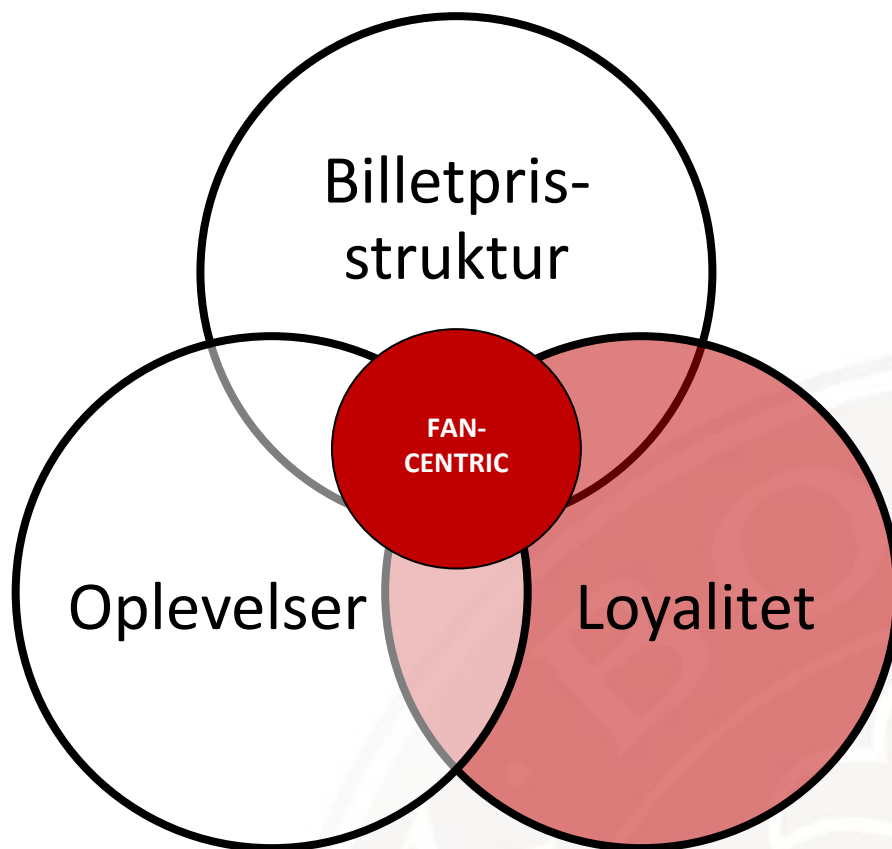 Billetpris-
struktur
FAN-
CENTRIC
Oplevelser
Loyalitet